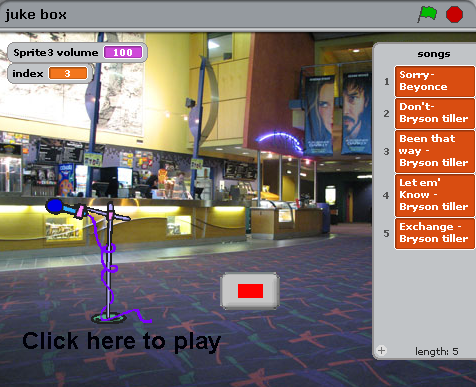 juke box
Sprite3 volume 100
index 3
songs
1 Sorry-
Beyonce
2 Don't-
Bryson tiller
3 Been that
way -
Bryson tiller
4 Let em'
Know -
Bryson tiller
5 Exchange -
Bryson tiller
+ length: 5
Click here to play